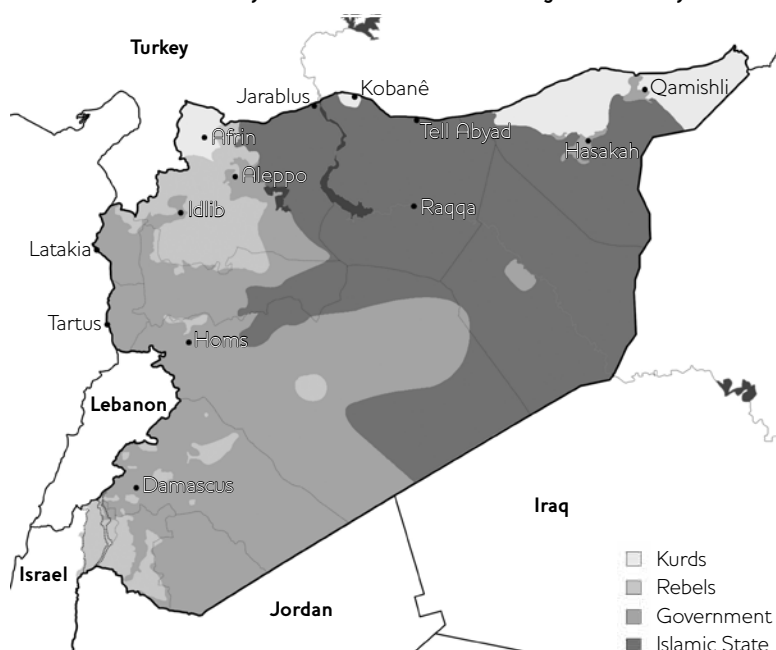 Turkey
Kobanê
Jarablus
Qamishli
Tell Abyad
Afrin
Hasakah
Aleppo
Idlib
Raqqa
Latakia
Tartus
Homs
Lebanon
Damascus
Iraq
Israel
Jordan
Kurds
Rebels
Government
Islamic State